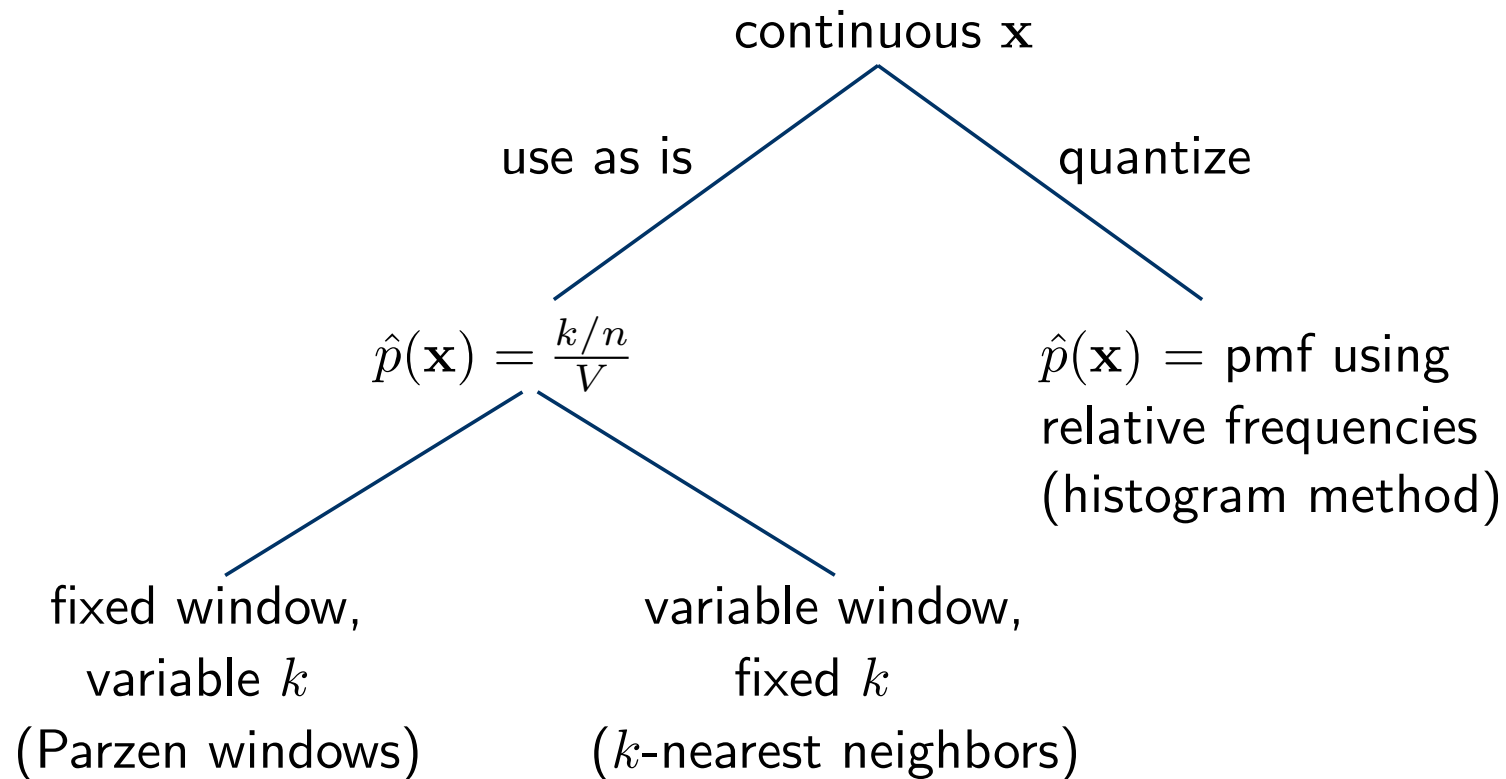 continuous x
use as is
quantize
p̂(x) = k/n / V
p̂(x) = pmf using
relative frequencies
(histogram method)
fixed window,
variable k
(Parzen windows)
variable window,
fixed k
(k-nearest neighbors)